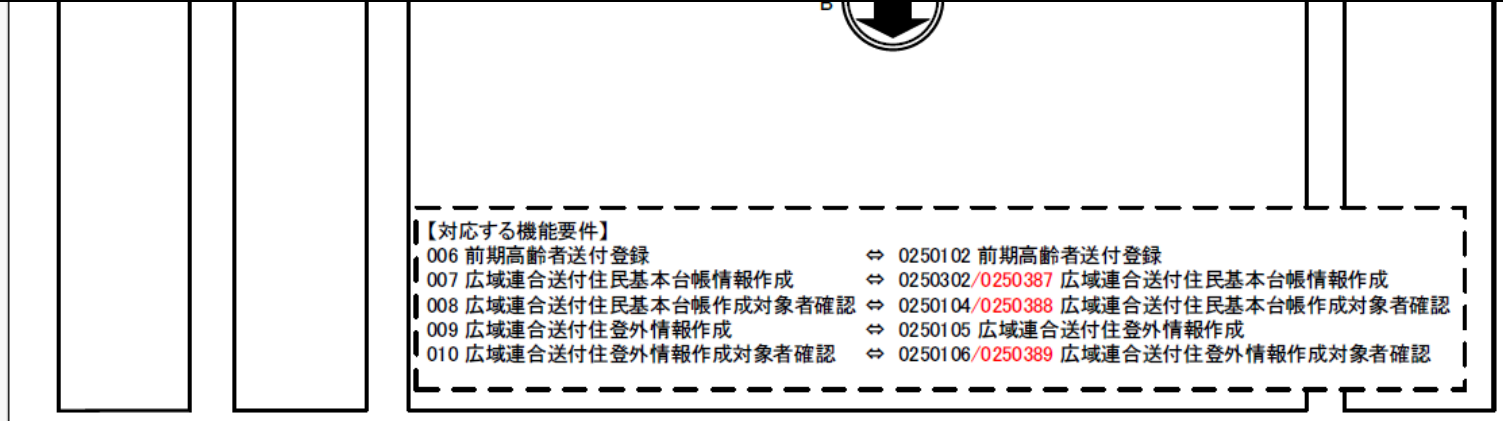 B
【対応する機能要件】
006 前期高齢者送付登録 ⇔ 0250102 前期高齢者送付登録
007 広域連合送付住民基本台帳情報作成 ⇔ 0250302/0250387 広域連合送付住民基本台帳情報作成
008 広域連合送付住民基本台帳作成対象者確認 ⇔ 0250104/0250388 広域連合送付住民基本台帳作成対象者確認
009 広域連合送付住登外情報作成 ⇔ 0250105 広域連合送付住登外情報作成
010 広域連合送付住登外情報作成対象者確認 ⇔ 0250106/0250389 広域連合送付住登外情報作成対象者確認